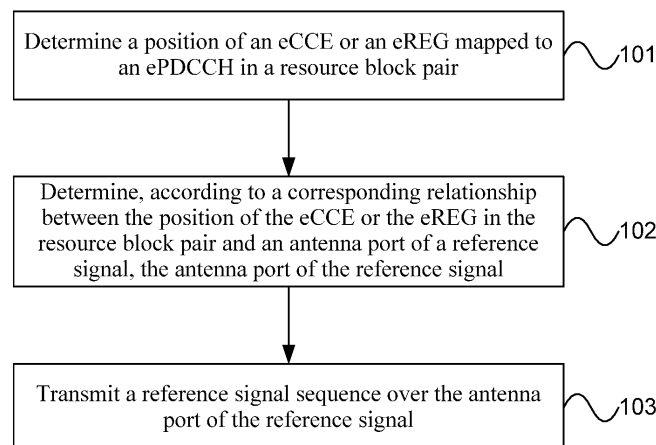 Determine a position of an eCCE or an eREG mapped to
an ePDCCH in a resource block pair
101
Determine, according to a corresponding relationship
between the position of the eCCE or the eREG in the
resource block pair and an antenna port of a reference
signal, the antenna port of the reference signal
102
Transmit a reference signal sequence over the antenna
port of the reference signal
103